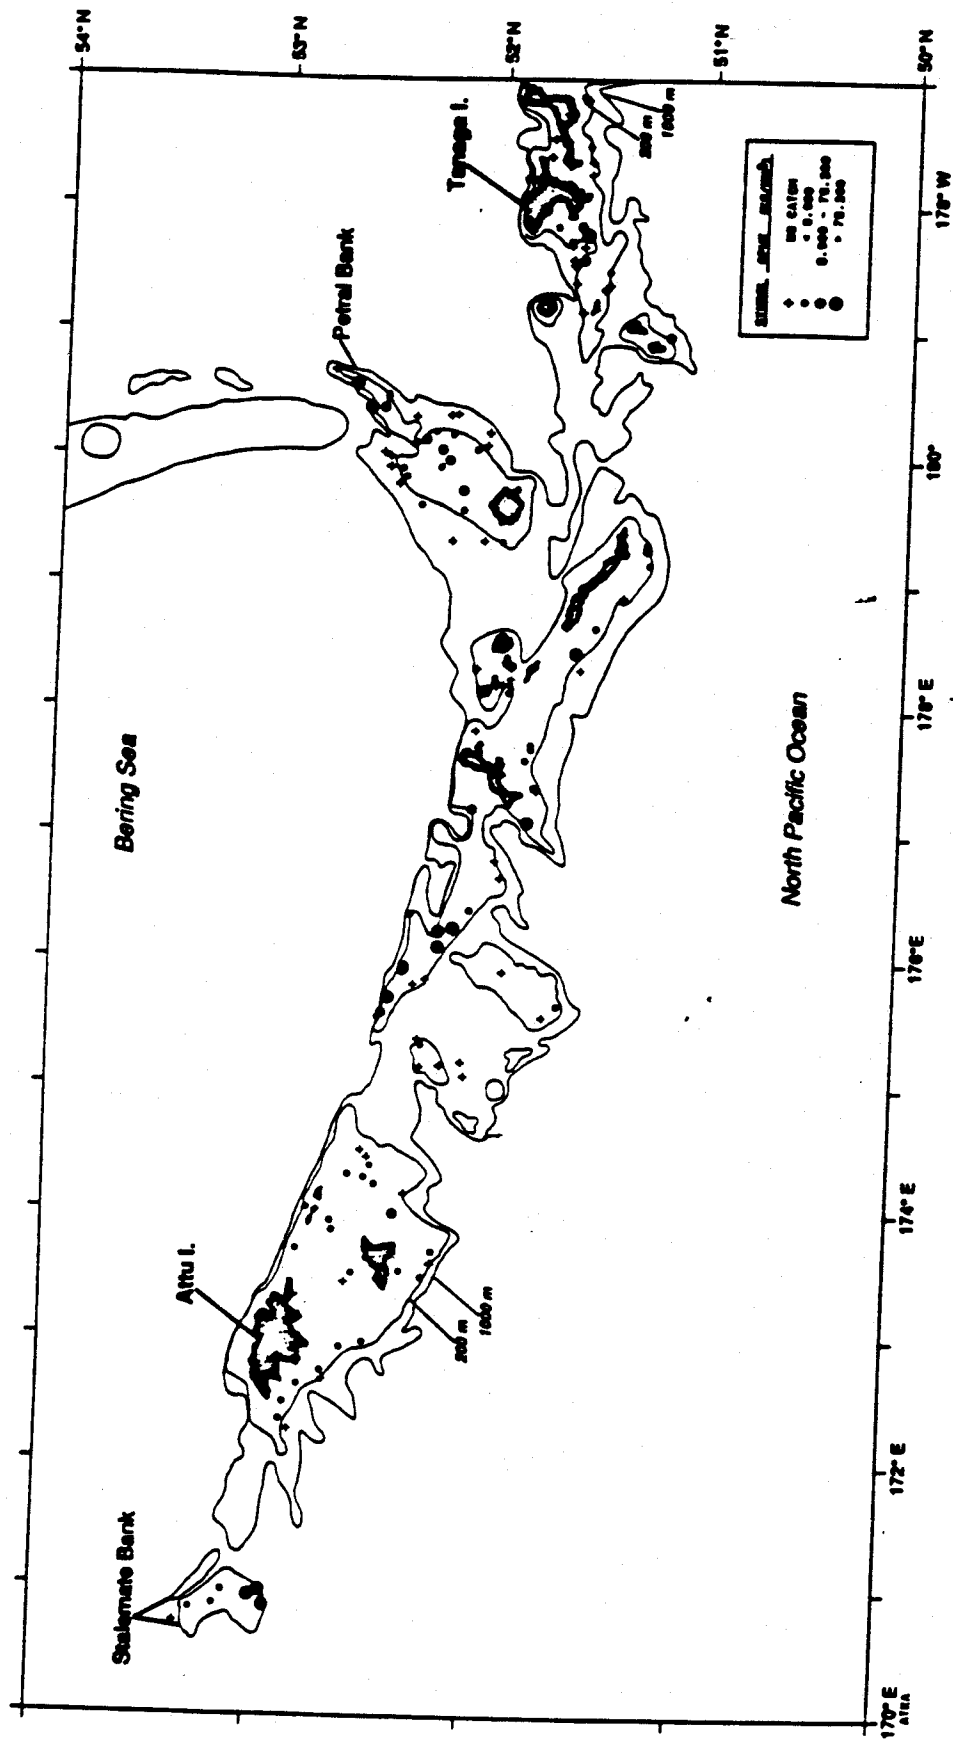 54° N
53° N
52° N
51° N
50° N
Bering Sea
North Pacific Ocean
Stalemate Bank
Attu I.
Petrel Bank
Tanaga I.
200 m
1000 m
200 m
1000 m
SYMBOL
NO CATCH
170° E
172° E
174° E
176° E
178° E
180°
178° W